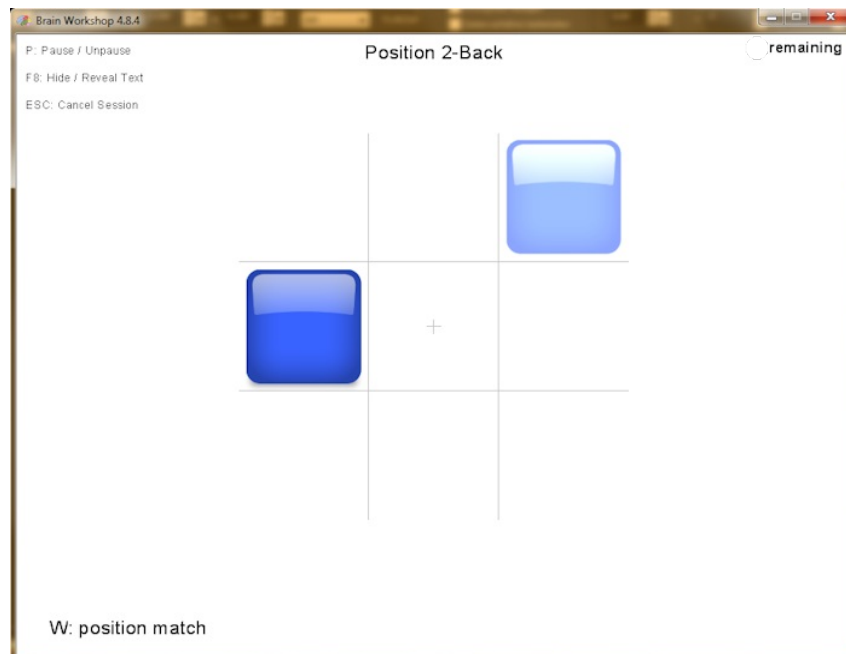 Brain Workshop 4.8.4
P: Pause / Unpause
F8: Hide / Reveal Text
ESC: Cancel Session
Position 2-Back
remaining
W: position match